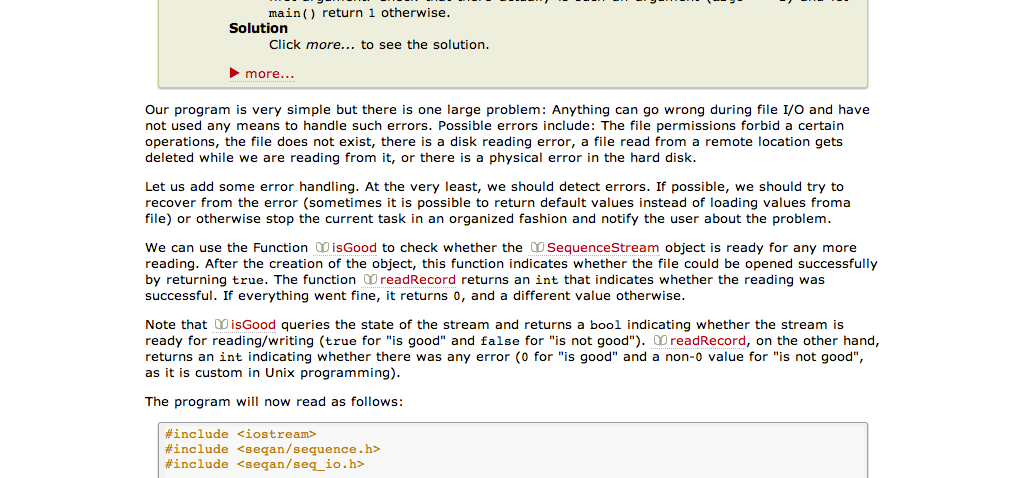 main() return 1 otherwise.
Solution
Click more... to see the solution.
more...
Our program is very simple but there is one large problem: Anything can go wrong during file I/O and have
not used any means to handle such errors. Possible errors include: The file permissions forbid a certain
operations, the file does not exist, there is a disk reading error, a file read from a remote location gets
deleted while we are reading from it, or there is a physical error in the hard disk.
Let us add some error handling. At the very least, we should detect errors. If possible, we should try to
recover from the error (sometimes it is possible to return default values instead of loading values froma
file) or otherwise stop the current task in an organized fashion and notify the user about the problem.
We can use the Function isGood to check whether the SequenceStream object is ready for any more
reading. After the creation of the object, this function indicates whether the file could be opened successfully
by returning true. The function readRecord returns an int that indicates whether the reading was
successful. If everything went fine, it returns 0, and a different value otherwise.
Note that isGood queries the state of the stream and returns a bool indicating whether the stream is
ready for reading/writing (true for "is good" and false for "is not good"). readRecord, on the other hand,
returns an int indicating whether there was any error (0 for "is good" and a non-0 value for "is not good",
as it is custom in Unix programming).
The program will now read as follows:
#include <iostream>
#include <seqan/sequence.h>
#include <seqan/seq_io.h>